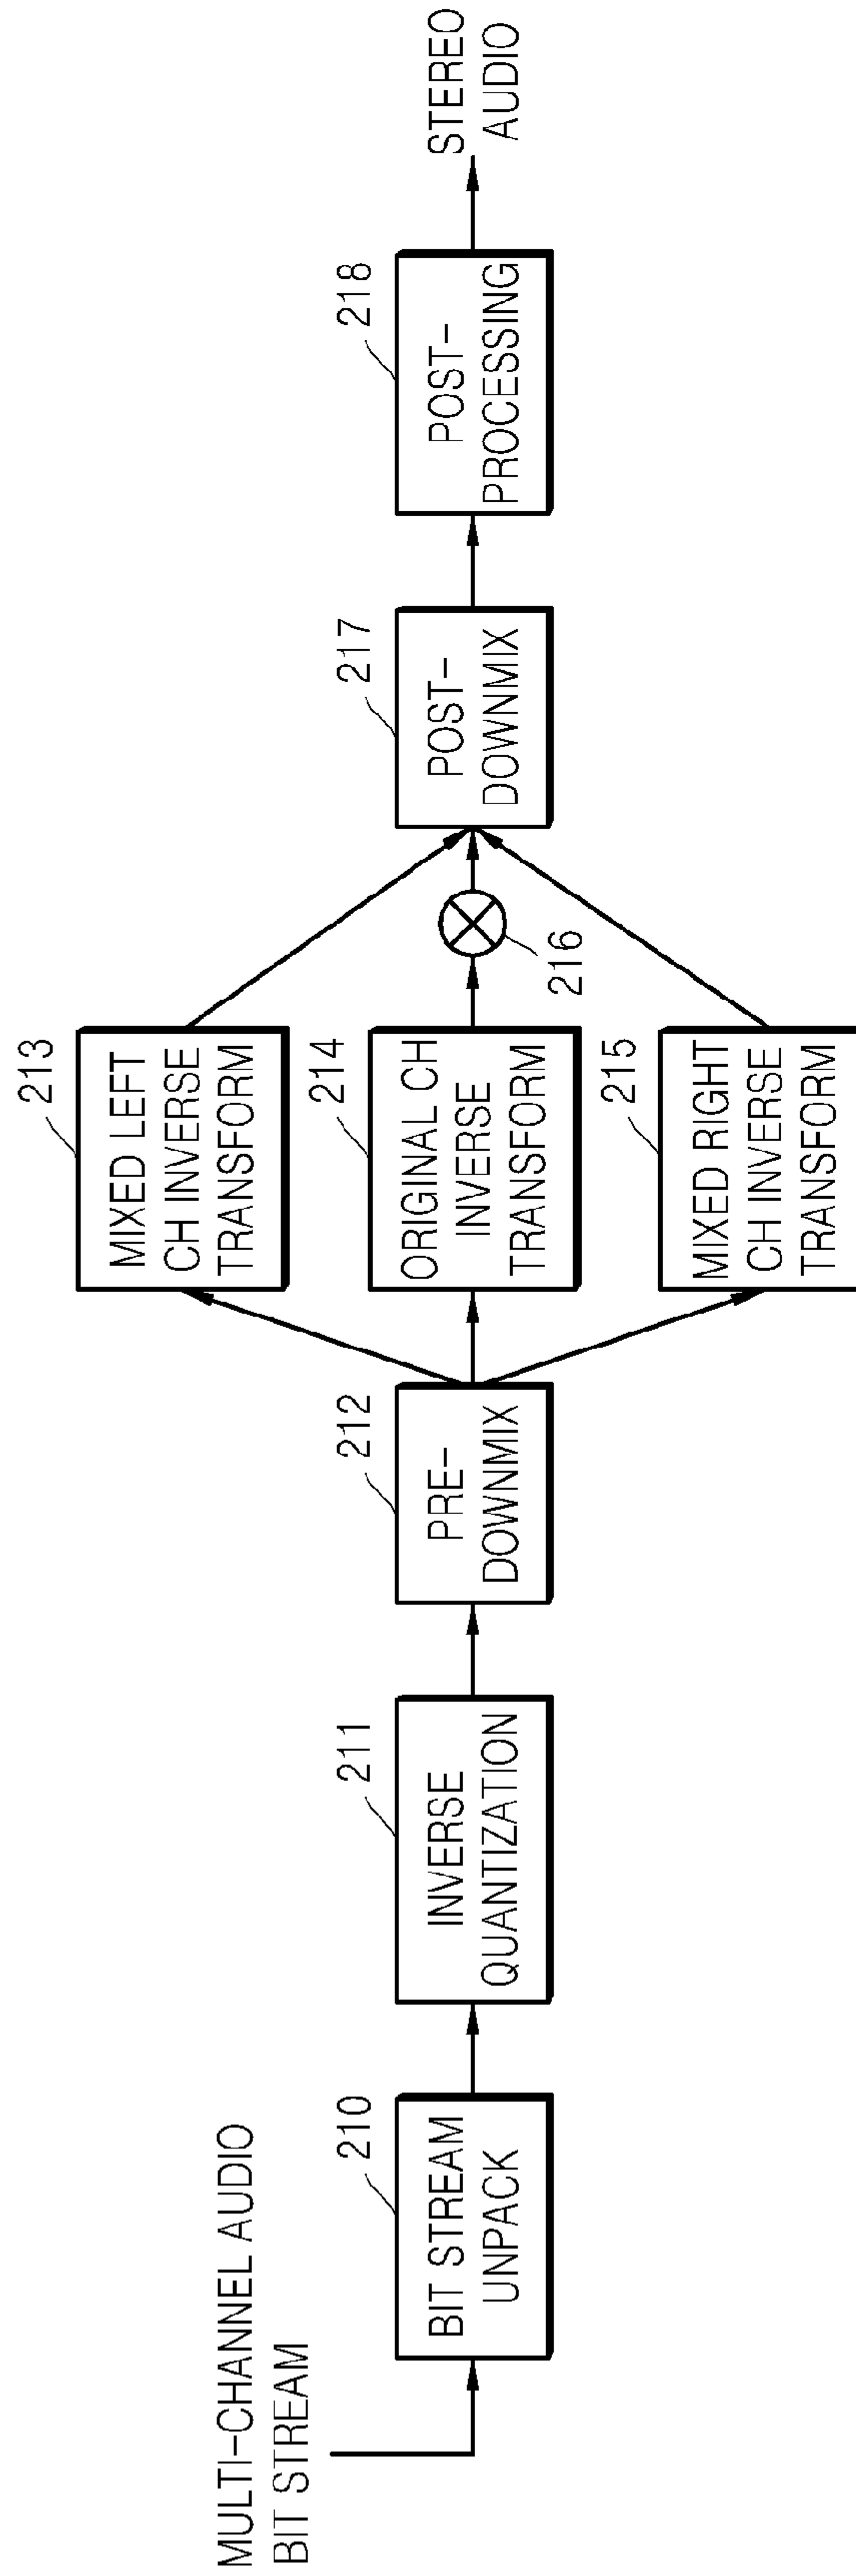 MULTI-CHANNEL AUDIO
BIT STREAM
210
BIT STREAM
UNPACK
211
INVERSE
QUANTIZATION
212
PRE-
DOWNMIX
213
MIXED LEFT
CH INVERSE
TRANSFORM
214
ORIGINAL CH
INVERSE
TRANSFORM
215
MIXED RIGHT
CH INVERSE
TRANSFORM
216
217
POST-
DOWNMIX
218
POST-
PROCESSING
STEREO
AUDIO